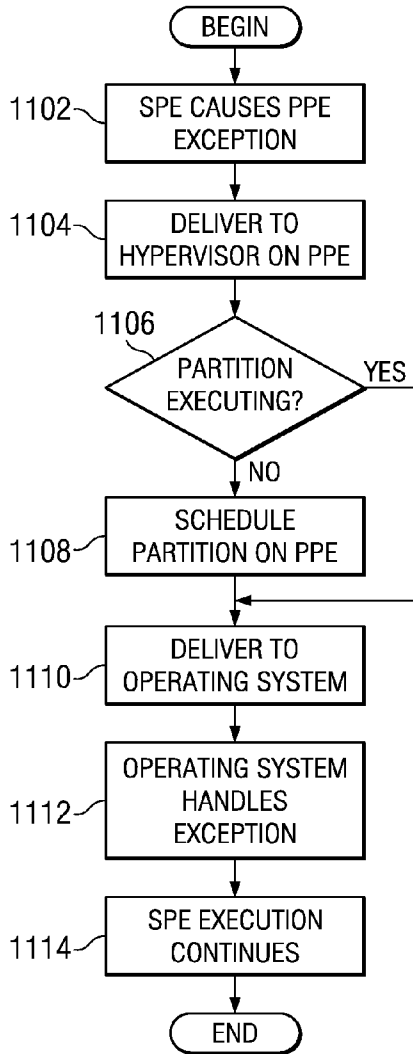 BEGIN
1102
SPE CAUSES PPE
EXCEPTION
1104
DELIVER TO
HYPERVISOR ON PPE
1106
PARTITION
EXECUTING?
YES
NO
1108
SCHEDULE
PARTITION ON PPE
1110
DELIVER TO
OPERATING SYSTEM
1112
OPERATING SYSTEM
HANDLES
EXCEPTION
1114
SPE EXECUTION
CONTINUES
END